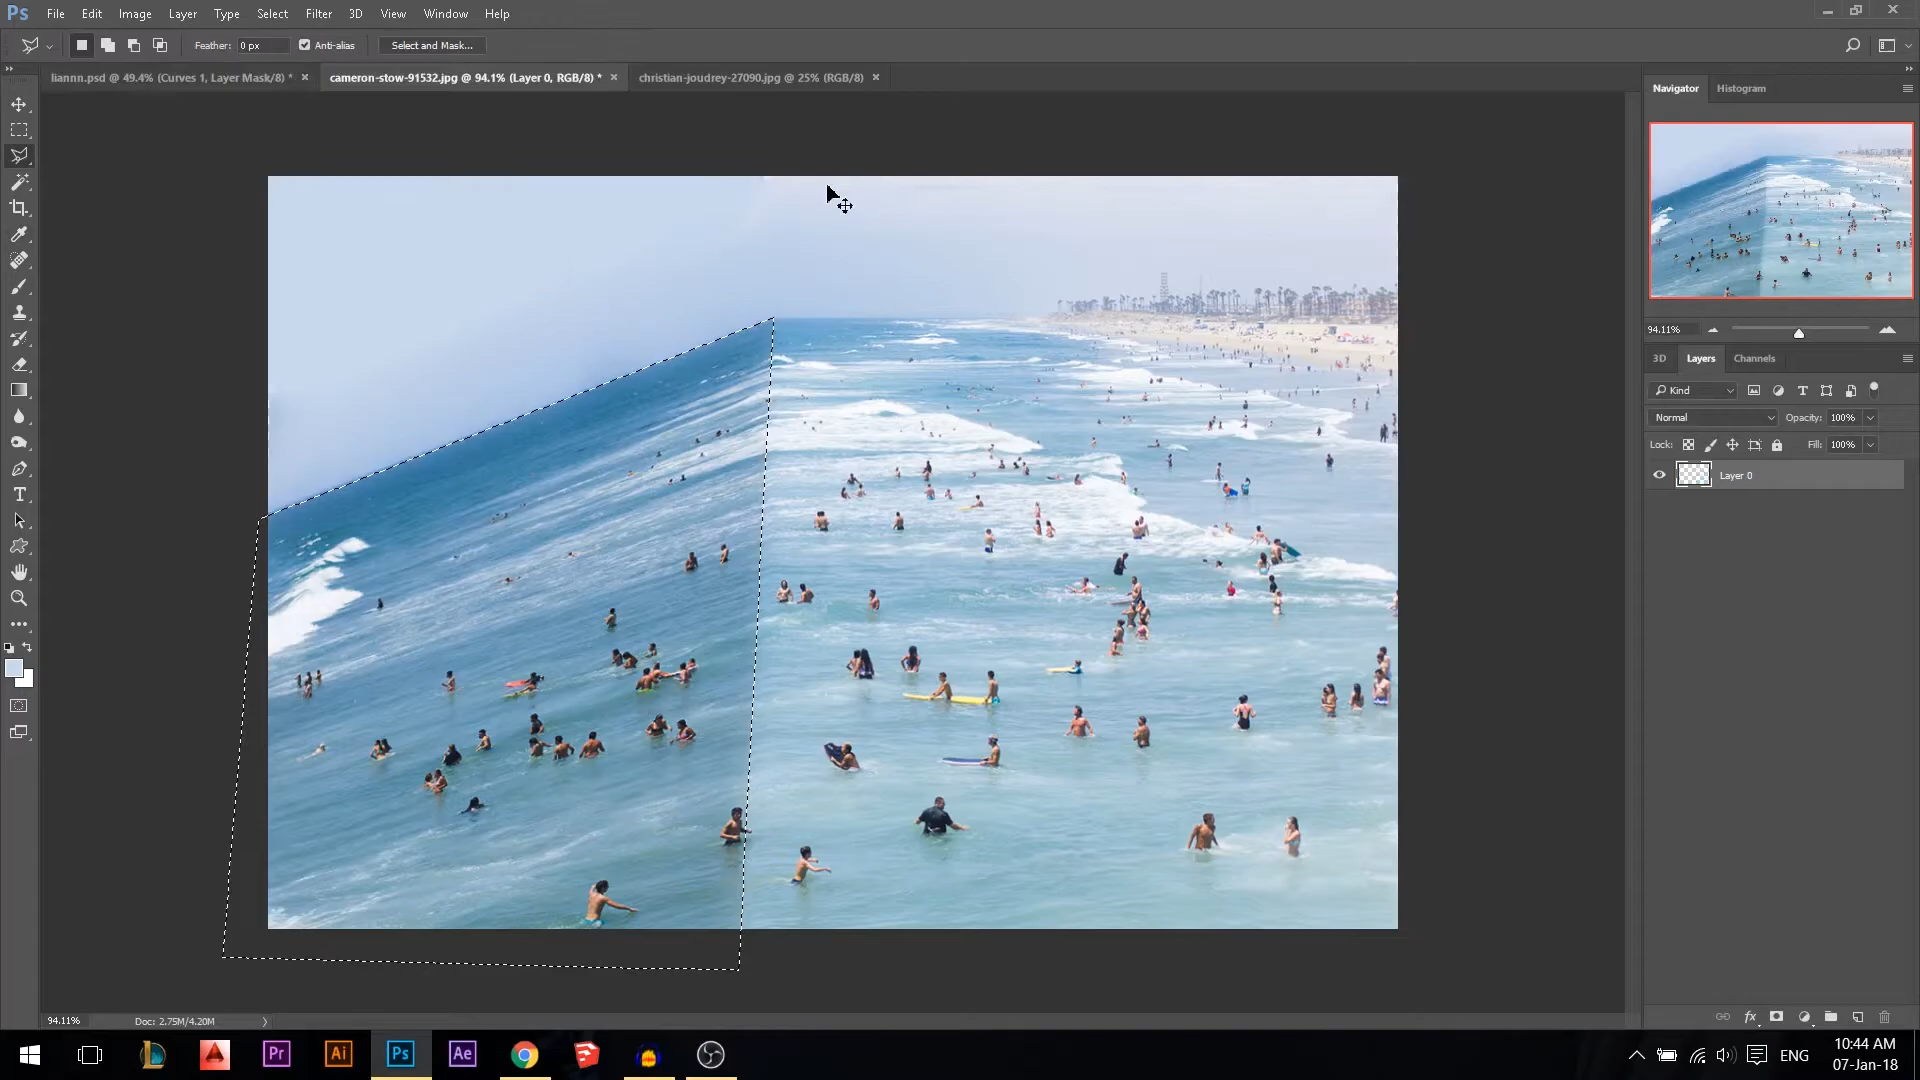 Ps File Edit Image Layer Type Select Filter 3D View Window Help
Feather: 0 px Anti-alias Select and Mask...
liannn.psd @ 49.4% (Curves 1, Layer Mask/8) * × cameron-stow-91532.jpg @ 94.1% (Layer 0, RGB/8) * × christian-joudrey-27090.jpg @ 25% (RGB/8) ×
Navigator Histogram
94.11%
3D Layers Channels
Kind
Normal Opacity: 100%
Lock: Fill: 100%
Layer 0
94.11% Doc: 2.75M/4.20M
Pr Ai Ps Ae ENG
10:44 AM
07-Jan-18